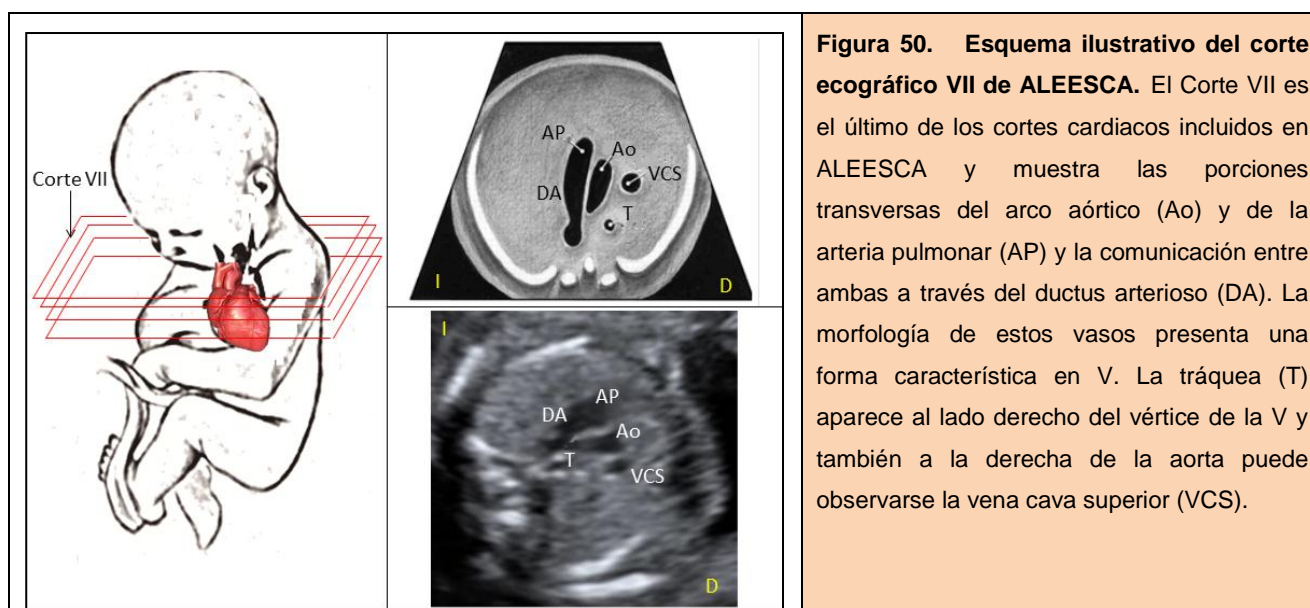 Corte VII
AP
Ao
VCS
DA
T
I
D
I
AP
DA
Ao
T
VCS
D
Figura 50. Esquema ilustrativo del corte
ecográfico VII de ALEESCA. El Corte VII es
el último de los cortes cardiacos incluidos en
ALEESCA y muestra las porciones
transversas del arco aórtico (Ao) y de la
arteria pulmonar (AP) y la comunicación entre
ambas a través del ductus arterioso (DA). La
morfología de estos vasos presenta una
forma característica en V. La tráquea (T)
aparece al lado derecho del vértice de la V y
también a la derecha de la aorta puede
observarse la vena cava superior (VCS).